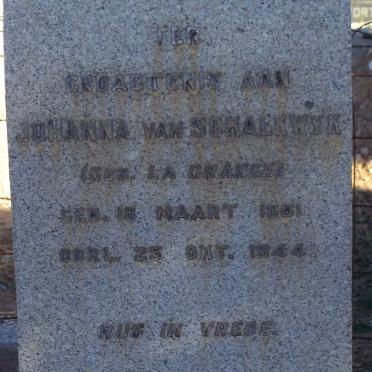 TER
GEDAGTENIS AAN
JOHANNA VAN SCHALKWYK
(GEB. LA GRANGE)
GEB. 16 MAART 1861
OORL. 25 OKT. 1944.
RUS IN VREDE.